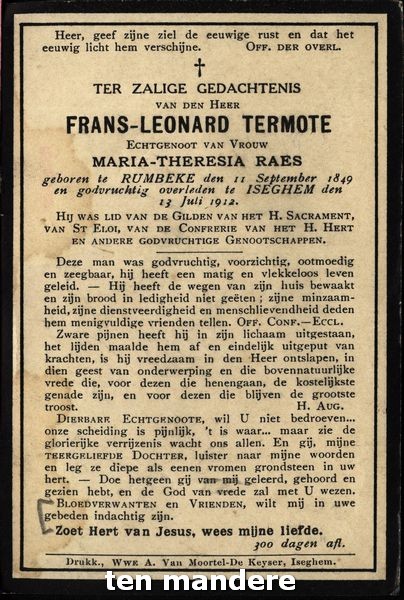 Heer, geef zijne ziel de eeuwige rust en dat het
eeuwig licht hem verschijne. OFF. DER OVERL.
†
TER ZALIGE GEDACHTENIS
VAN DEN HEER
FRANS-LEONARD TERMOTE
ECHTGENOOT VAN VROUW
MARIA-THERESIA RAES
geboren te RUMBEKE den 11 September 1849
en godvruchtig overleden te ISEGHEM den
13 Juli 1912.
HIJ WAS LID VAN DE GILDEN VAN HET H. SACRAMENT,
VAN ST ELOI, VAN DE CONFRERIE VAN HET H. HERT
EN ANDERE GODVRUCHTIGE GENOOTSCHAPPEN.
Deze man was godvruchtig, voorzichtig, ootmoedig
en zeegbaar, hij heeft een matig en vlekkeloos leven
geleid. — Hij heeft de wegen van zijn huis bewaakt
en zijn brood in ledigheid niet geëten ; zijne minzaam-
heid, zijne dienstveerdigheid en menschlievendheid deden
hem menigvuldige vrienden tellen. OFF. CONF.—ECCL.
Zware pijnen heeft hij in zijn lichaam uitgestaan,
het lijden maalde hem af en eindelijk uitgeput van
krachten, is hij vreedzaam in den Heer ontslapen, in
dien geest van onderwerping en die bovennatuurlijke
vrede die, voor dezen die henengaan, de kostelijkste
genade zijn, en voor dezen die blijven de grootste
troost. H. AUG.
DIERBARE ECHTGENOOTE, wil U niet bedroeven...
onze scheiding is pijnlijk, 't is waar... maar zie de
glorierijke verrijzenis wacht ons allen. En gij, mijne
TEERGELIEFDE DOCHTER, luister naar mijne woorden
en leg ze diepe als eenen vromen grondsteen in uw
hert. — Doe hetgeen gij van mij geleerd, gehoord en
gezien hebt, en de God van vrede zal met U wezen.
BLOEDVERWANTEN en VRIENDEN, wilt mij in uwe
gebeden indachtig zijn.
Zoet Hert van Jesus, wees mijne liefde.
300 dagen afl.
Drukk., WWE A. VAN MOORTEL-DE KEYSER, Iseghem.
ten mandere